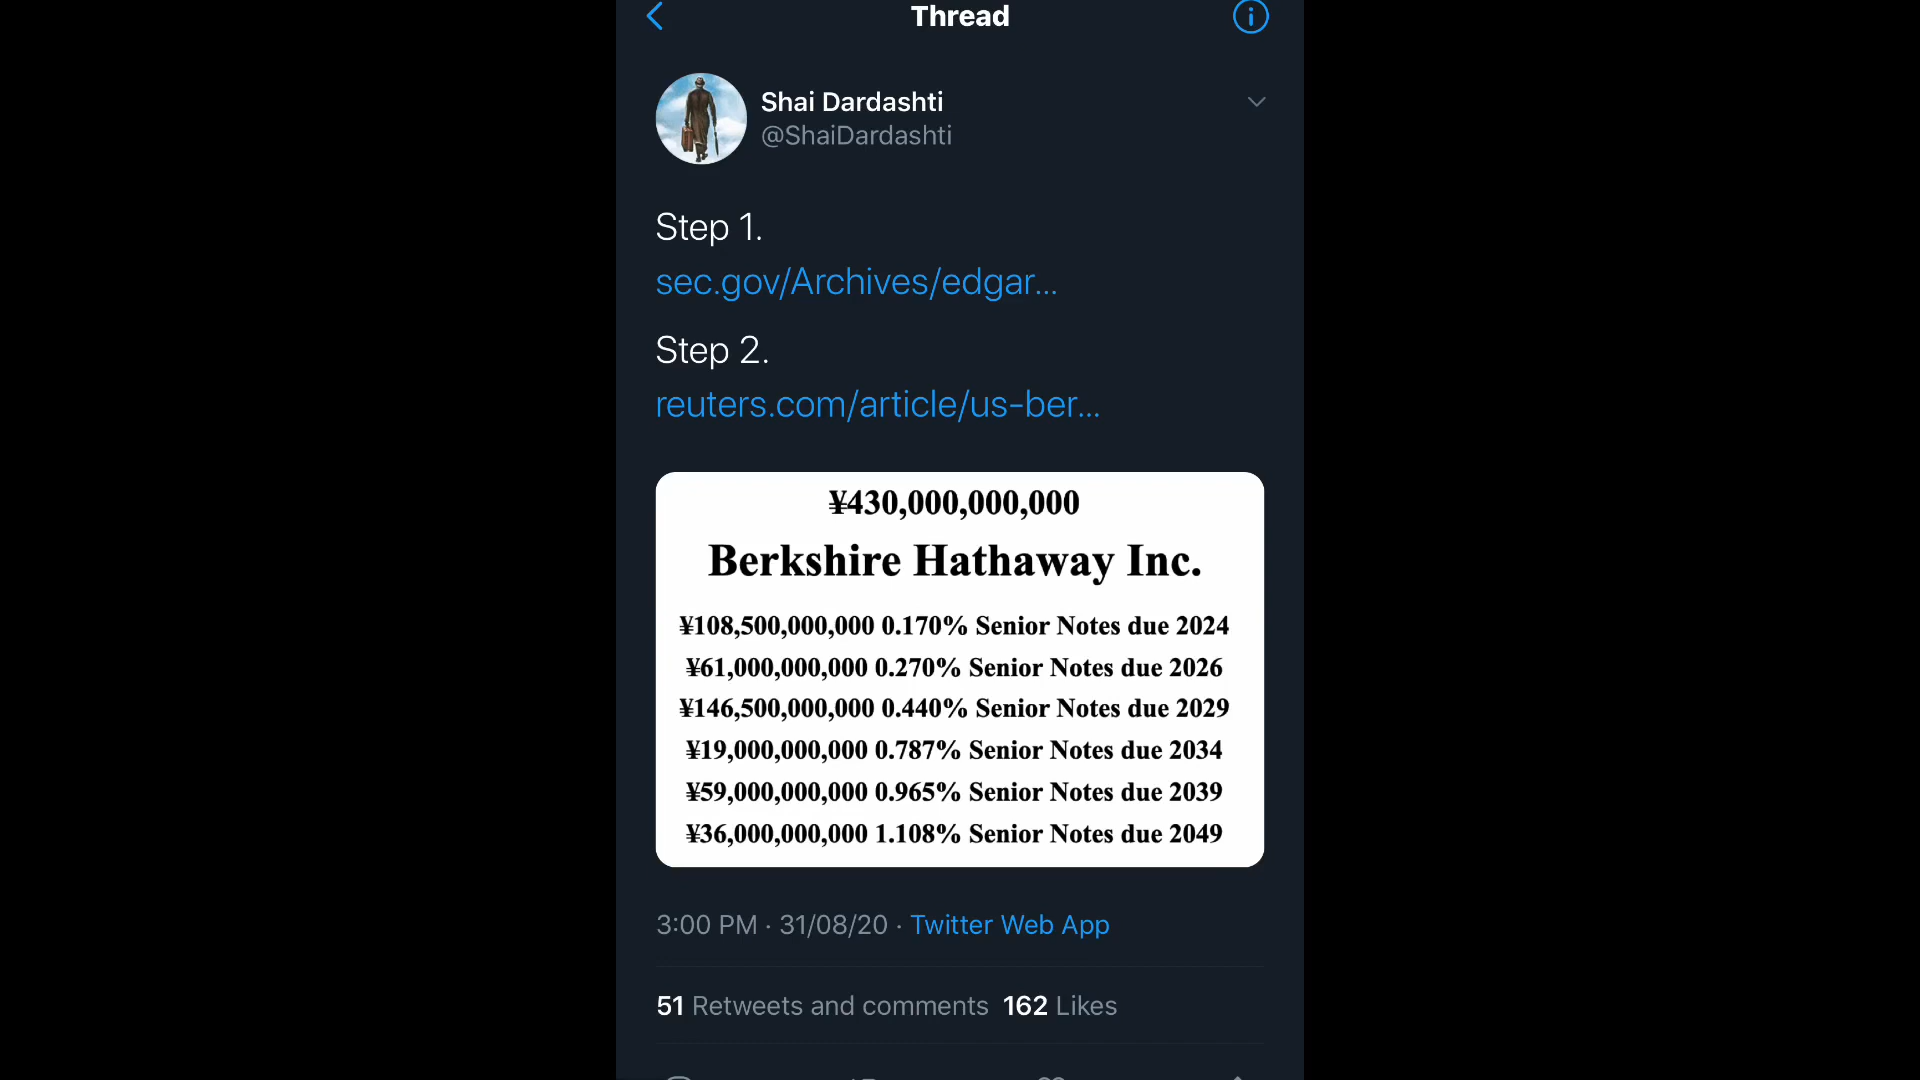 Thread
Shai Dardashti
@ShaiDardashti
Step 1.
sec.gov/Archives/edgar...
Step 2.
reuters.com/article/us-ber...
¥430,000,000,000
Berkshire Hathaway Inc.
¥108,500,000,000 0.170% Senior Notes due 2024
¥61,000,000,000 0.270% Senior Notes due 2026
¥146,500,000,000 0.440% Senior Notes due 2029
¥19,000,000,000 0.787% Senior Notes due 2034
¥59,000,000,000 0.965% Senior Notes due 2039
¥36,000,000,000 1.108% Senior Notes due 2049
3:00 PM · 31/08/20 · Twitter Web App
51 Retweets and comments 162 Likes